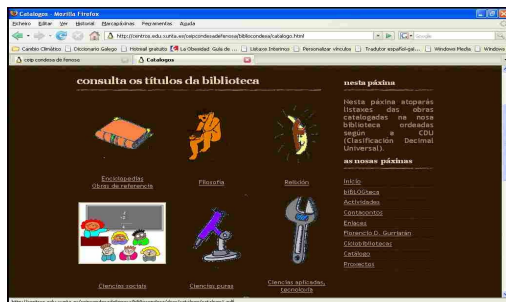 Catalogos - Mozilla Firefox
Ficheiro Editar Ver Historial Marcapáxinas Ferramentas Axuda
http://centros.edu.xunta.es/ceipcondesadefenosa/bibliocondesa/catalogo.html
Cambio Climático Diccionario Galego Hotmail gratuito La Obesidad Guía de ... Listaxe Interinos Personalizar vínculos Tradutor español-gal... Windows Media Windows
ceip condesa de fenosa Catalogos
consulta os títulos da biblioteca
Enciclopedias
Obras de referencia
Filosofía
Relixión
Ciencias sociais
Ciencias puras
Ciencias aplicadas,
tecnoloxía
nesta páxina
Nesta páxina atoparás
listaxes das obras
catalogadas na nosa
biblioteca ordeadas
según a CDU
(Clasificación Decimal
Universal).
as nosas páxinas
Inicio
bIBLOGteca
Actividades
Contacontos
Enlaces
Florencio D. Gurriarán
Ciclobibliotecas
Catálogo
Proxectos